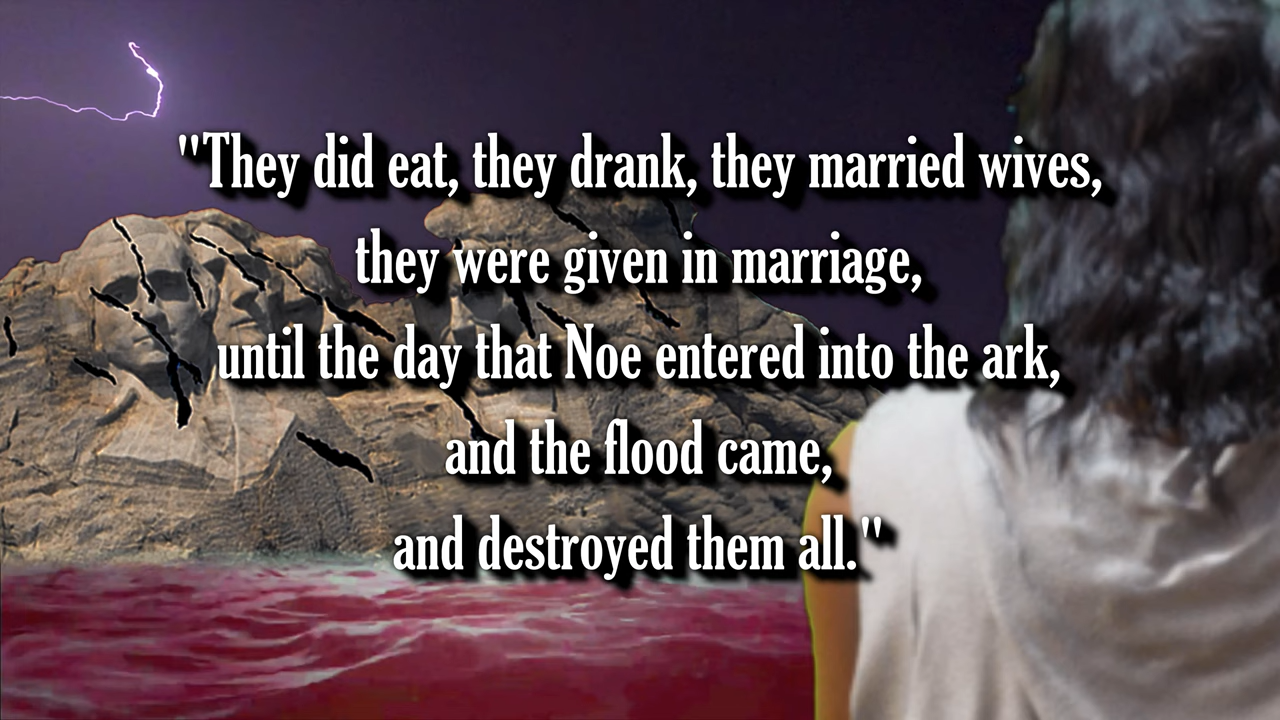 "They did eat, they drank, they married wives,
they were given in marriage,
until the day that Noe entered into the ark,
and the flood came,
and destroyed them all."